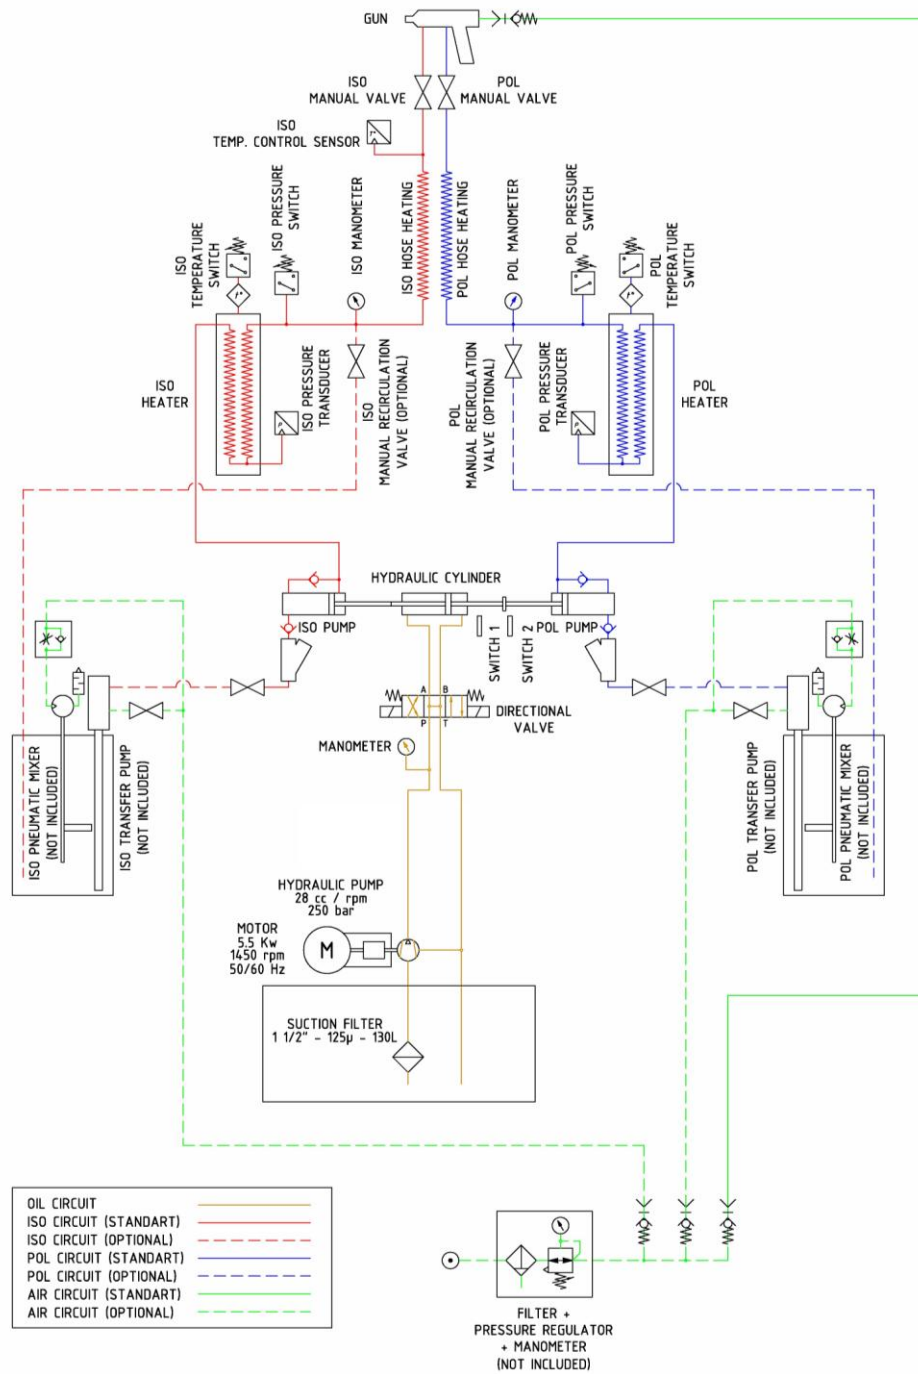 GUN
ISO
MANUAL VALVE
POL
MANUAL VALVE
ISO
TEMP. CONTROL SENSOR
ISO
TEMPERATURE
SWITCH
ISO PRESSURE
SWITCH
ISO MANOMETER
ISO HOSE HEATING
POL HOSE HEATING
POL MANOMETER
POL PRESSURE
SWITCH
POL
TEMPERATURE
SWITCH
ISO
HEATER
P
ISO PRESSURE
TRANSDUCER
ISO
MANUAL RECIRCULATION
VALVE (OPTIONAL)
POL
MANUAL RECIRCULATION
VALVE (OPTIONAL)
POL PRESSURE
TRANSDUCER
P
POL
HEATER
HYDRAULIC CYLINDER
ISO PUMP
SWITCH 1
SWITCH 2
POL PUMP
A B
P T
DIRECTIONAL
VALVE
MANOMETER
ISO PNEUMATIC MIXER
(NOT INCLUDED)
ISO TRANSFER PUMP
(NOT INCLUDED)
POL TRANSFER PUMP
(NOT INCLUDED)
POL PNEUMATIC MIXER
(NOT INCLUDED)
HYDRAULIC PUMP
28 cc / rpm
250 bar
MOTOR
5.5 Kw
1450 rpm
50/60 Hz
M
SUCTION FILTER
1 1/2" - 125µ - 130L
OIL CIRCUIT
ISO CIRCUIT (STANDART)
ISO CIRCUIT (OPTIONAL)
POL CIRCUIT (STANDART)
POL CIRCUIT (OPTIONAL)
AIR CIRCUIT (STANDART)
AIR CIRCUIT (OPTIONAL)
FILTER +
PRESSURE REGULATOR
+ MANOMETER
(NOT INCLUDED)